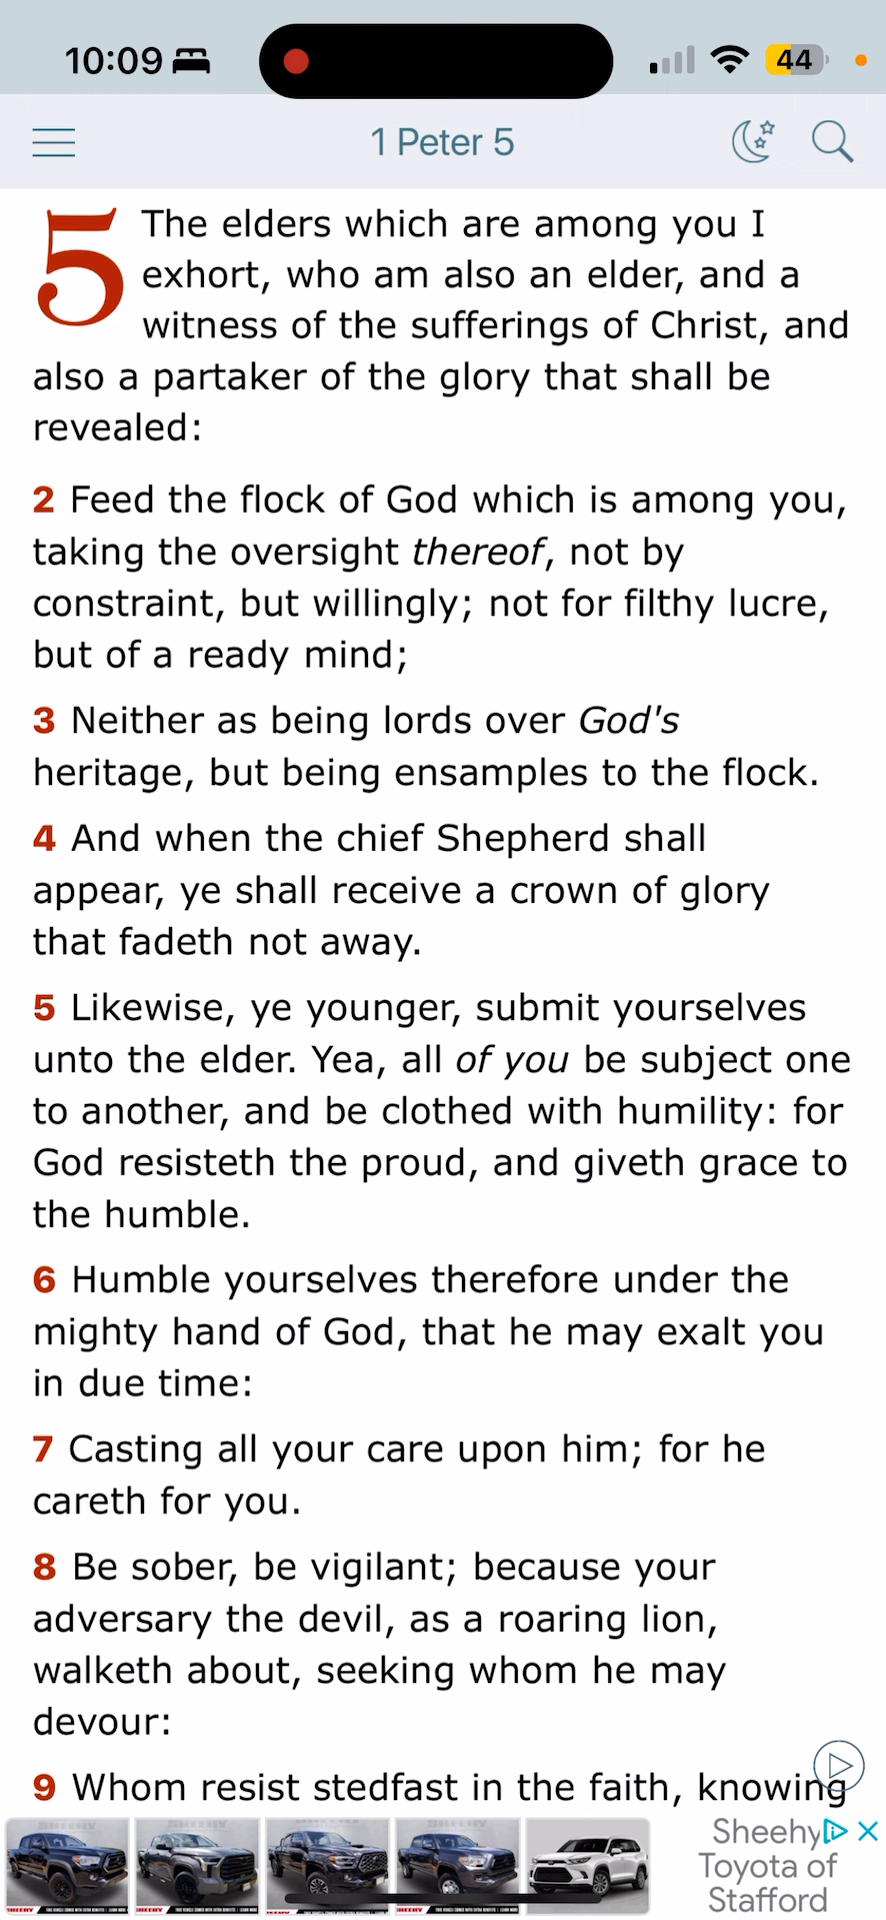 10:09
44
1 Peter 5
5 The elders which are among you I
exhort, who am also an elder, and a
witness of the sufferings of Christ, and
also a partaker of the glory that shall be
revealed:
2 Feed the flock of God which is among you,
taking the oversight thereof, not by
constraint, but willingly; not for filthy lucre,
but of a ready mind;
3 Neither as being lords over God's
heritage, but being ensamples to the flock.
4 And when the chief Shepherd shall
appear, ye shall receive a crown of glory
that fadeth not away.
5 Likewise, ye younger, submit yourselves
unto the elder. Yea, all of you be subject one
to another, and be clothed with humility: for
God resisteth the proud, and giveth grace to
the humble.
6 Humble yourselves therefore under the
mighty hand of God, that he may exalt you
in due time:
7 Casting all your care upon him; for he
careth for you.
8 Be sober, be vigilant; because your
adversary the devil, as a roaring lion,
walketh about, seeking whom he may
devour:
9 Whom resist stedfast in the faith, knowing
Sheehy
Toyota of
Stafford